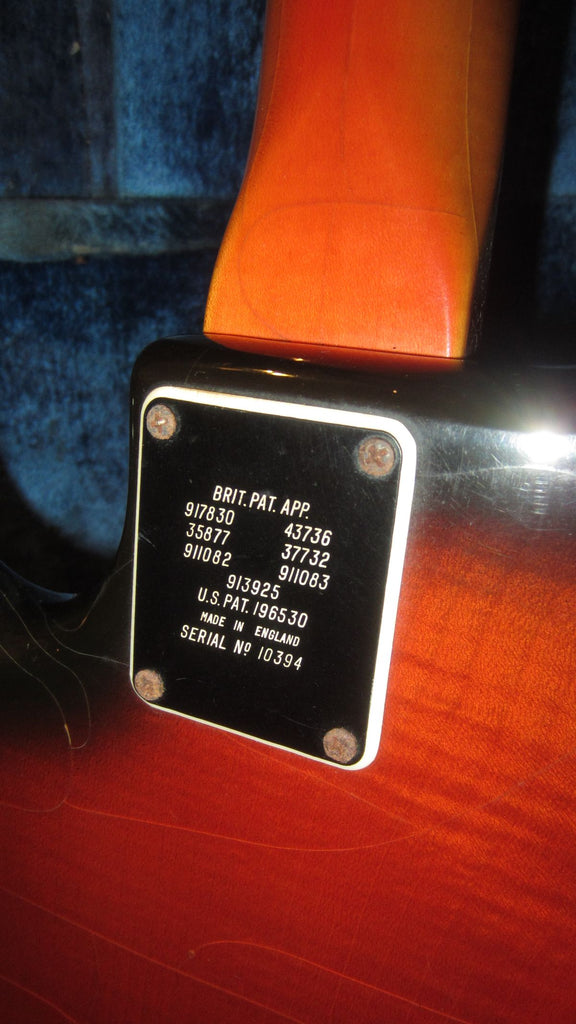 BRIT. PAT. APP.
917830 43736
35877 37732
911082 911083
913925
U.S. PAT. 196530
MADE IN ENGLAND
SERIAL Nº 10394